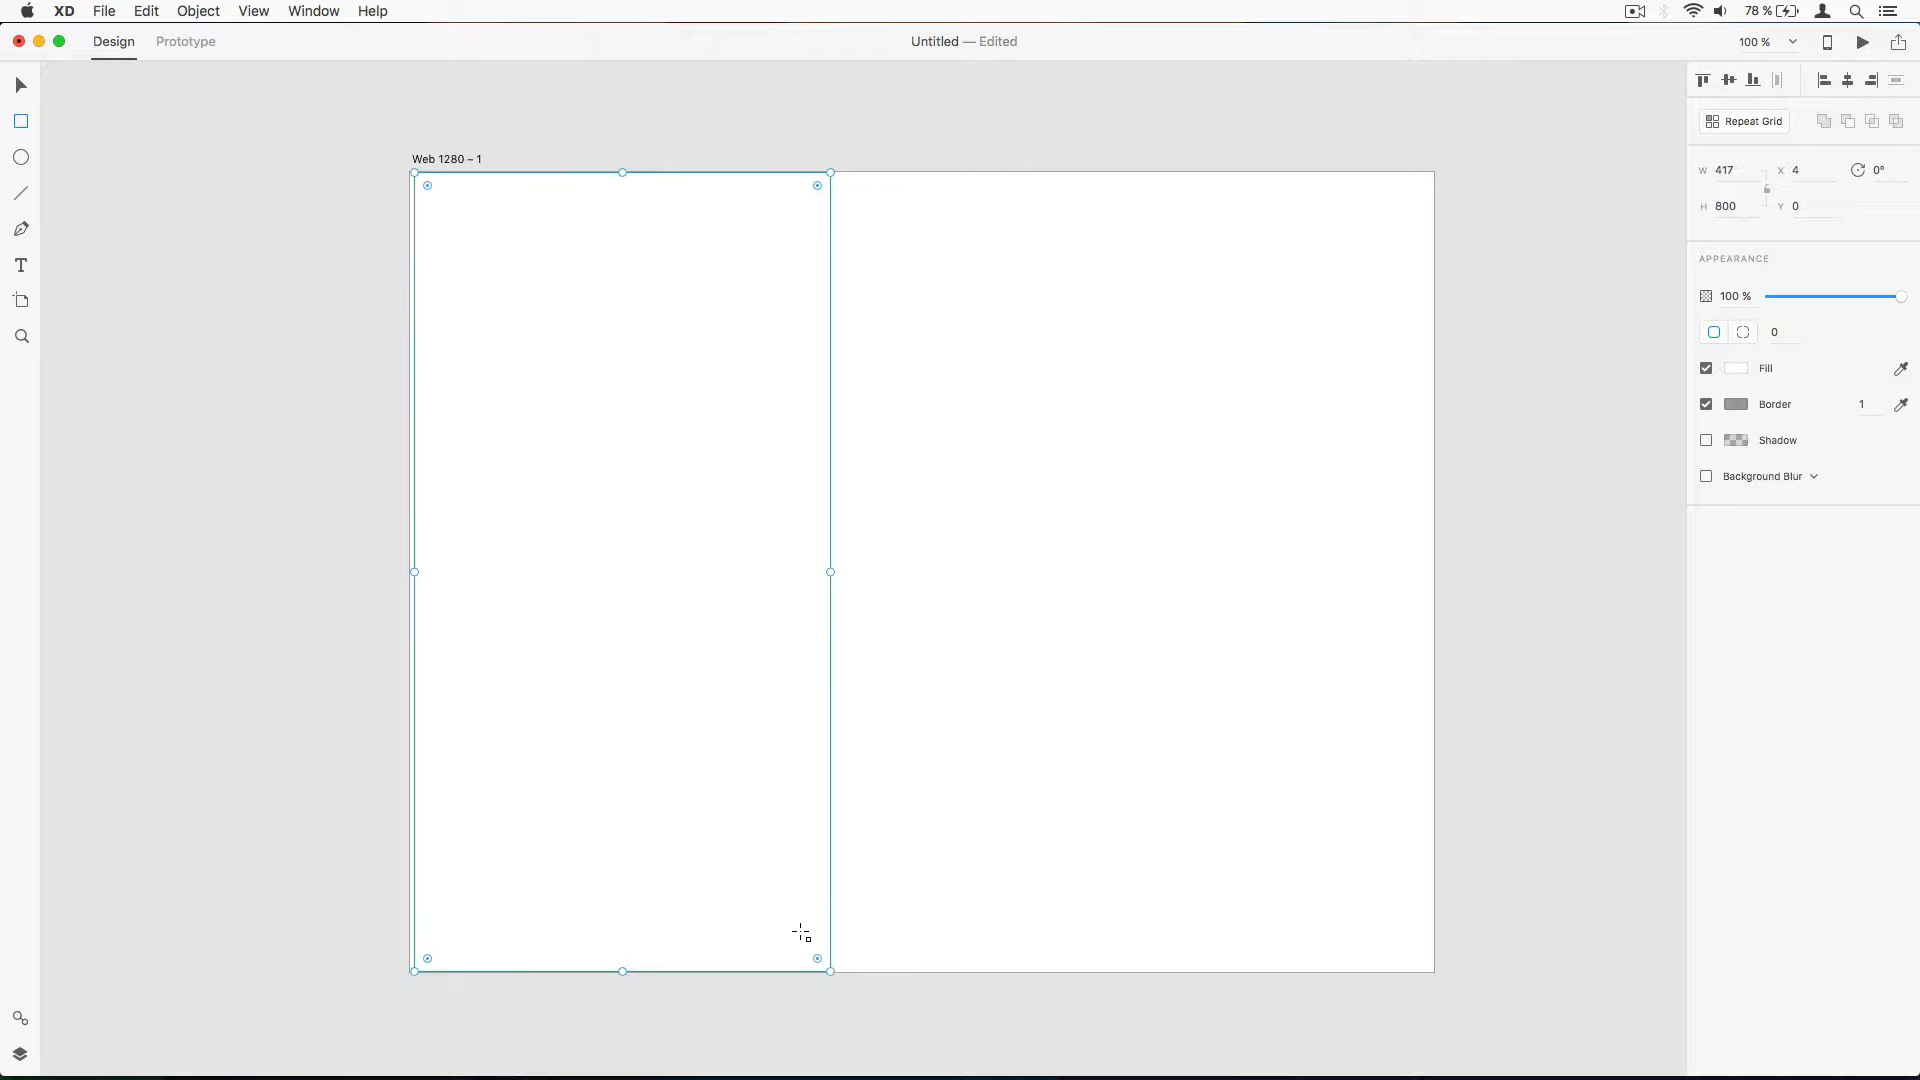 XD File Edit Object View Window Help 78 %
Design Prototype Untitled — Edited 100 %
Repeat Grid
Web 1280 – 1
W 417 X 4 0°
H 800 Y 0
APPEARANCE
100 %
0
Fill
Border 1
Shadow
Background Blur
T